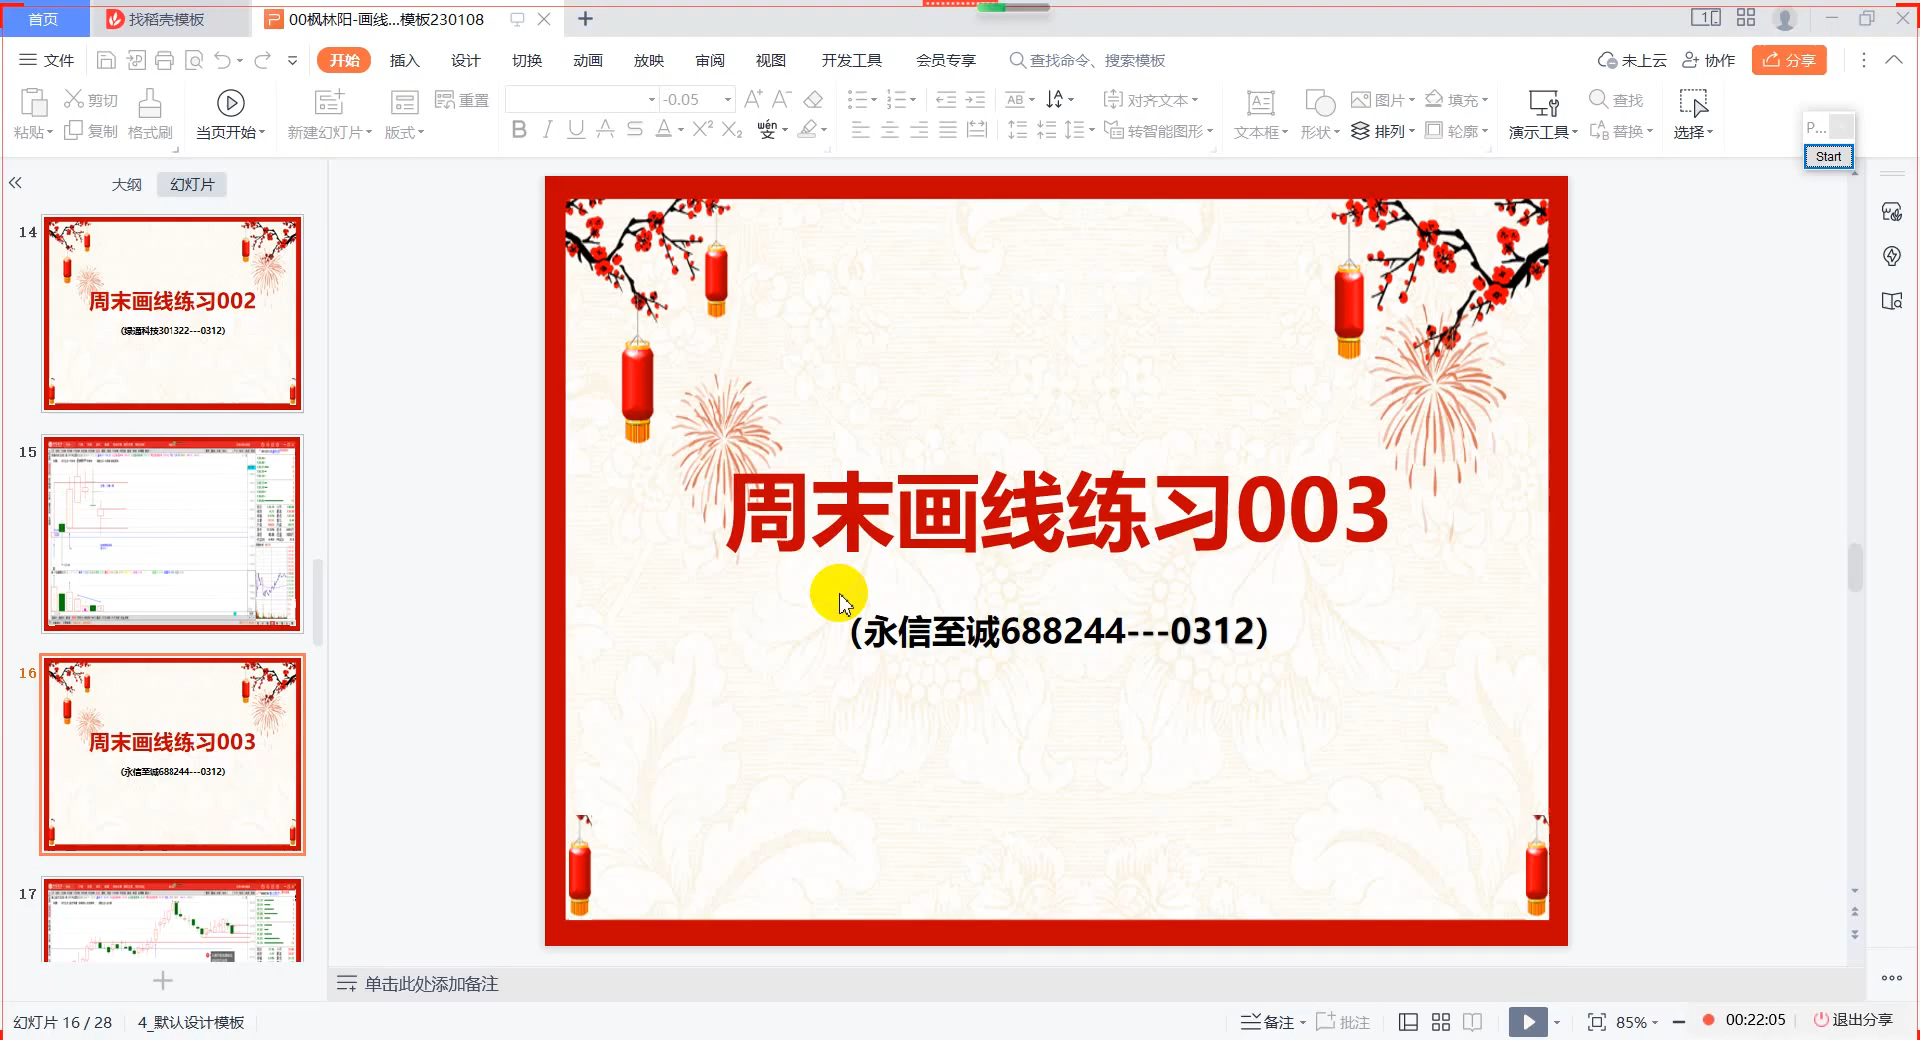 首页
找稻壳模板
00枫林阳-画线...模板230108
文件
开始
插入
设计
切换
动画
放映
审阅
视图
开发工具
会员专享
查找命令、搜索模板
未上云
协作
分享
粘贴
剪切
复制
格式刷
当页开始
新建幻灯片
版式
重置
-0.05
对齐文本
转智能图形
文本框
形状
图片
排列
填充
轮廓
演示工具
查找
替换
选择
P...
Start
大纲
幻灯片
14
周末画线练习002
15
16
周末画线练习003
(永信至诚688244---0312)
17
周末画线练习003
(永信至诚688244---0312)
单击此处添加备注
幻灯片 16 / 28
4_默认设计模板
备注
批注
85%
00:22:05
退出分享